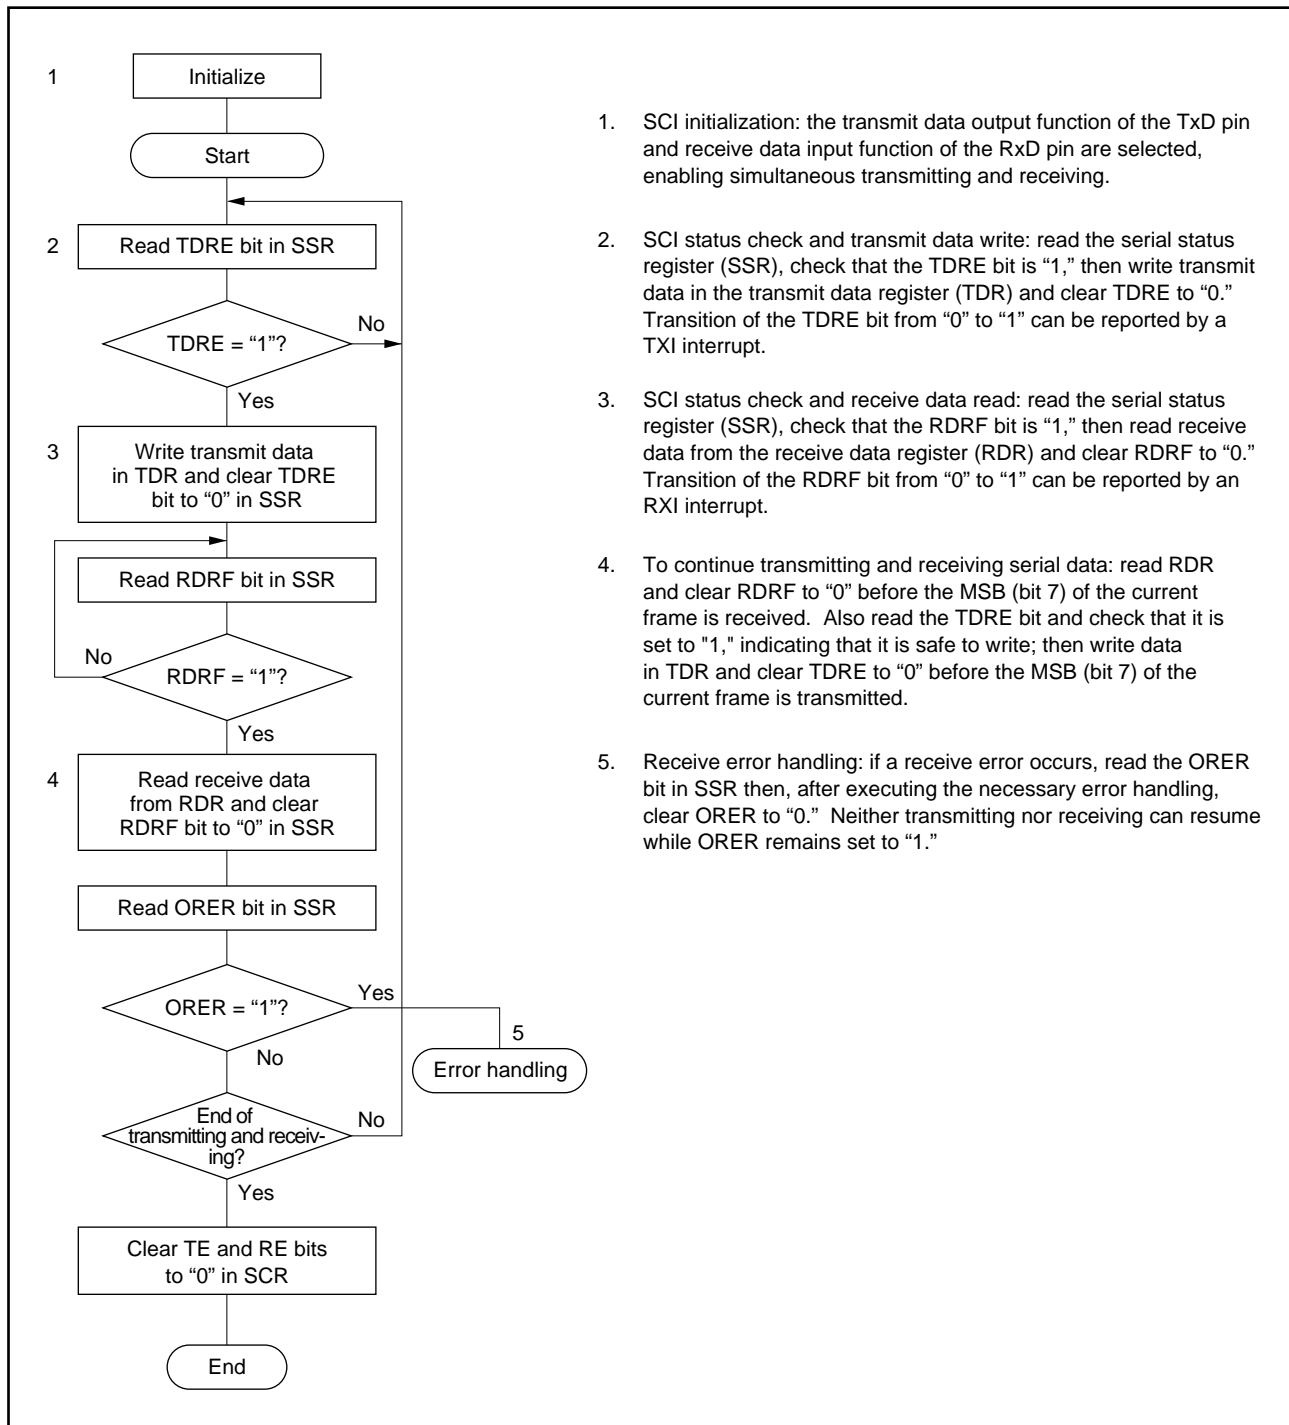 1
Initialize
Start
2
Read TDRE bit in SSR
TDRE = “1”?
No
Yes
3
Write transmit data
in TDR and clear TDRE
bit to “0” in SSR
Read RDRF bit in SSR
No
RDRF = “1”?
Yes
4
Read receive data
from RDR and clear
RDRF bit to “0” in SSR
Read ORER bit in SSR
ORER = “1”?
Yes
5
Error handling
No
End of
transmitting and receiv-
ing?
No
Yes
Clear TE and RE bits
to “0” in SCR
End
1. SCI initialization: the transmit data output function of the TxD pin
and receive data input function of the RxD pin are selected,
enabling simultaneous transmitting and receiving.
2. SCI status check and transmit data write: read the serial status
register (SSR), check that the TDRE bit is “1,” then write transmit
data in the transmit data register (TDR) and clear TDRE to “0.”
Transition of the TDRE bit from “0” to “1” can be reported by a
TXI interrupt.
3. SCI status check and receive data read: read the serial status
register (SSR), check that the RDRF bit is “1,” then read receive
data from the receive data register (RDR) and clear RDRF to “0.”
Transition of the RDRF bit from “0” to “1” can be reported by an
RXI interrupt.
4. To continue transmitting and receiving serial data: read RDR
and clear RDRF to “0” before the MSB (bit 7) of the current
frame is received. Also read the TDRE bit and check that it is
set to "1," indicating that it is safe to write; then write data
in TDR and clear TDRE to “0” before the MSB (bit 7) of the
current frame is transmitted.
5. Receive error handling: if a receive error occurs, read the ORER
bit in SSR then, after executing the necessary error handling,
clear ORER to “0.” Neither transmitting nor receiving can resume
while ORER remains set to “1.”